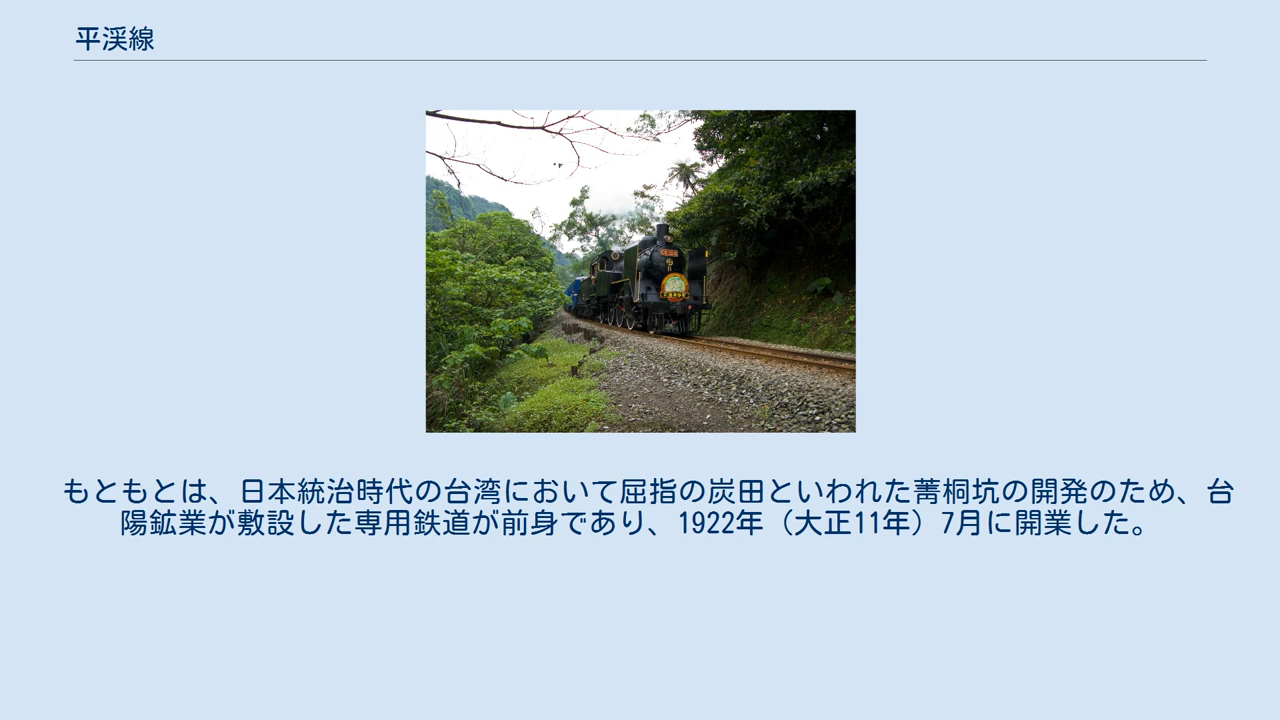 平渓線
もともとは、日本統治時代の台湾において屈指の炭田といわれた菁桐坑の開発のため、台
陽鉱業が敷設した専用鉄道が前身であり、1922年（大正11年）7月に開業した。